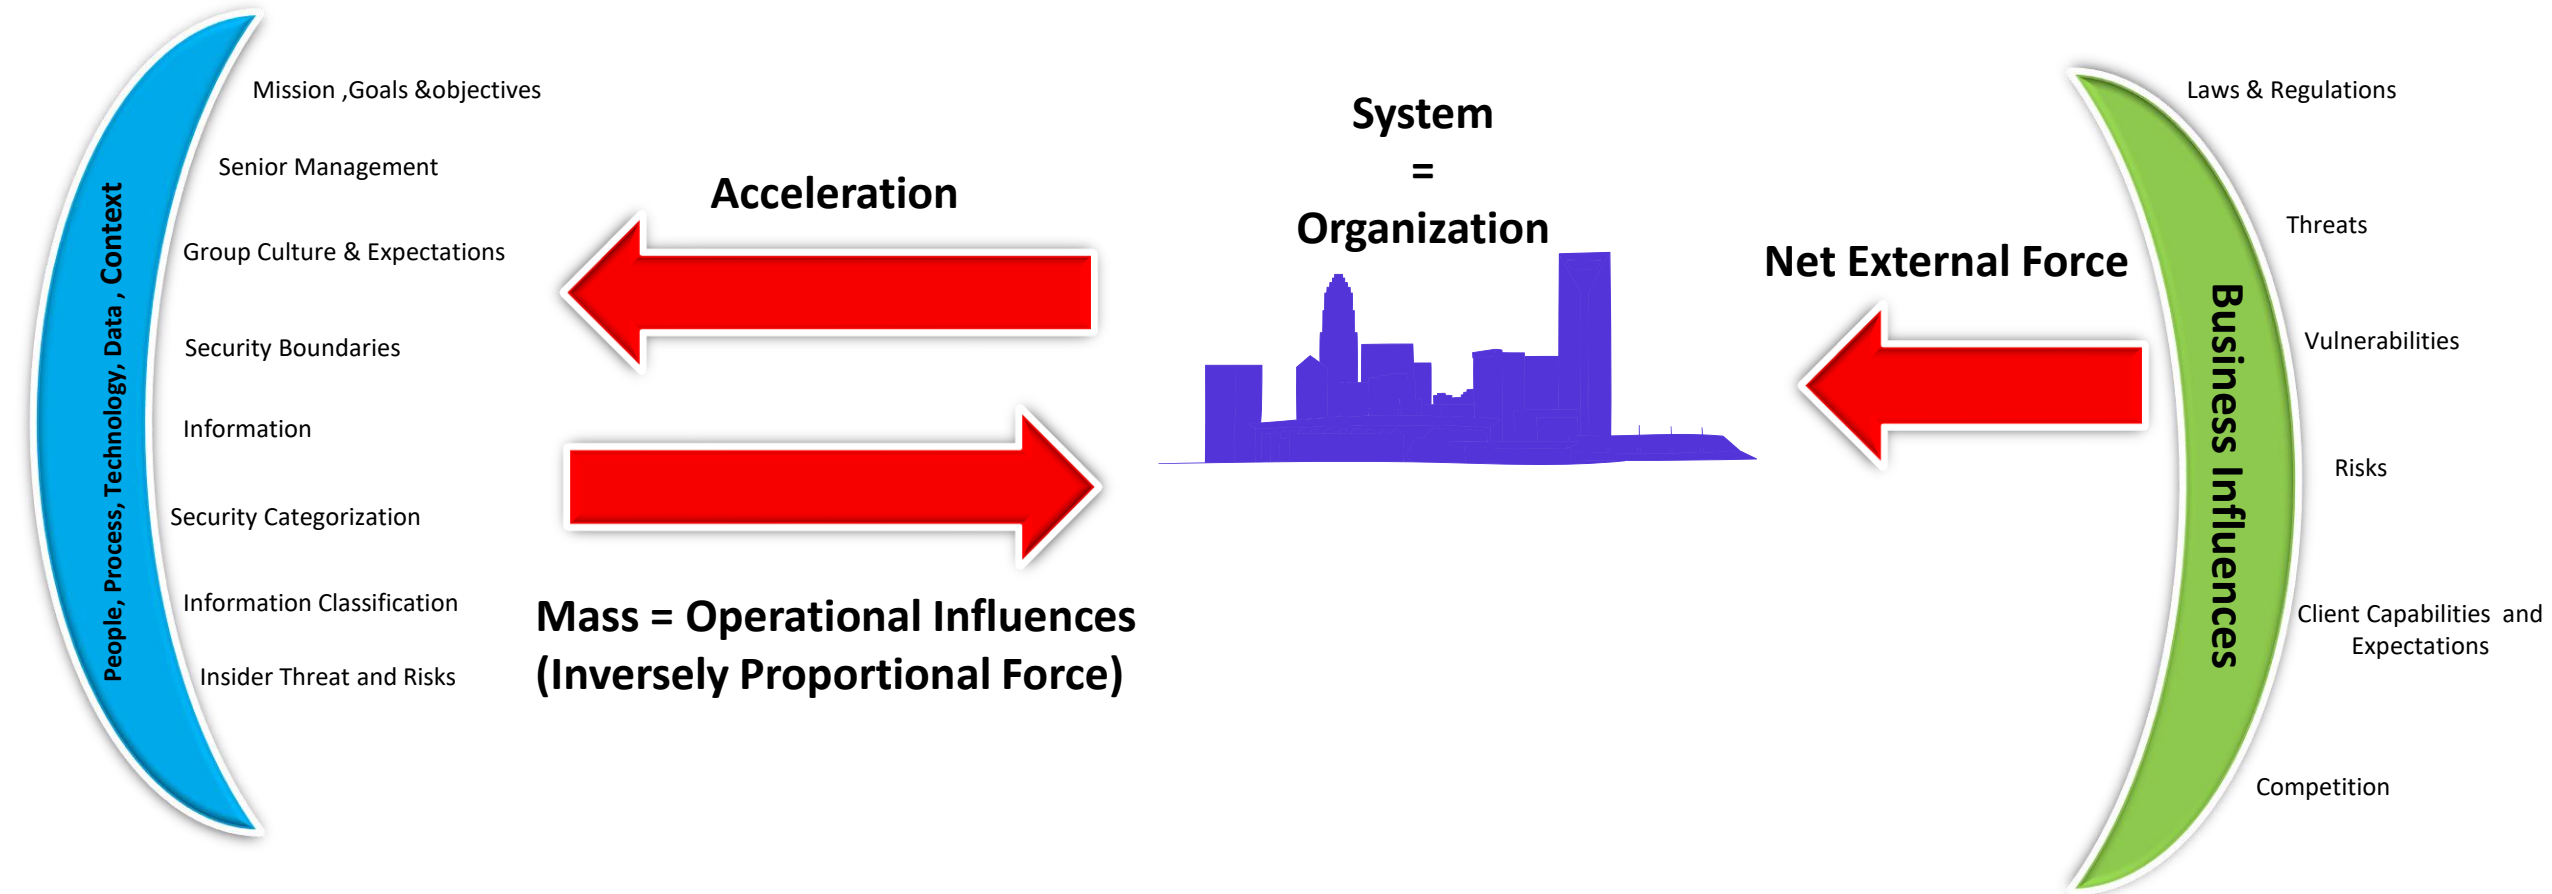 People, Process, Technology, Data , Context
Mission ,Goals &objectives
Senior Management
Group Culture & Expectations
Security Boundaries
Information
Security Categorization
Information Classification
Insider Threat and Risks
Acceleration
Mass = Operational Influences
(Inversely Proportional Force)
System
=
Organization
Net External Force
Business Influences
Laws & Regulations
Threats
Vulnerabilities
Risks
Client Capabilities and
Expectations
Competition